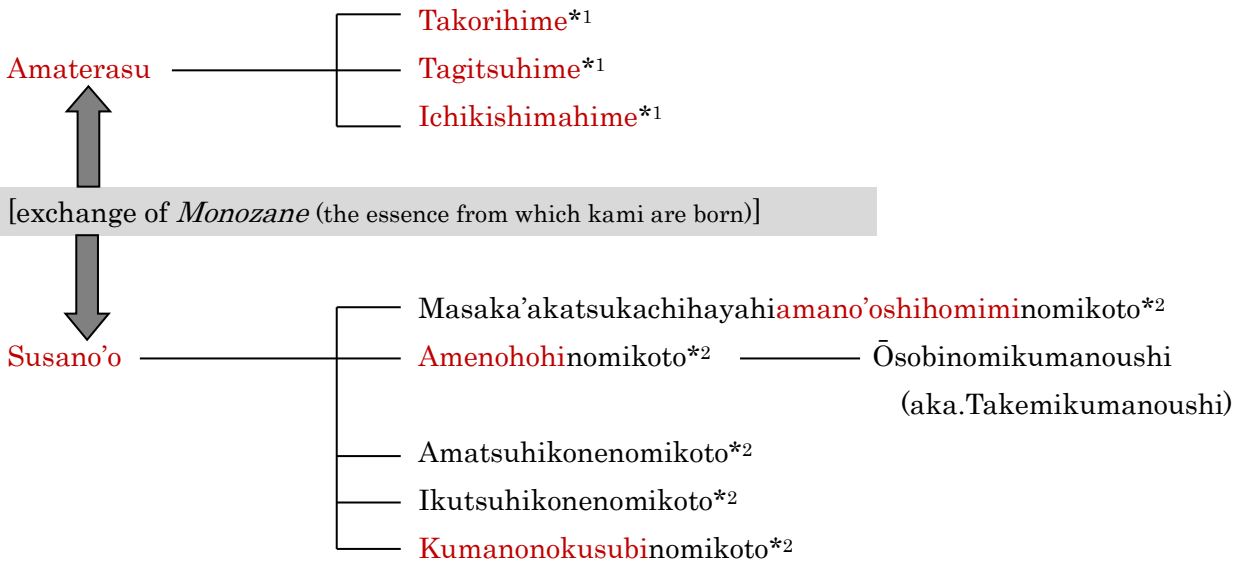 Takorihime*1
Amaterasu
Tagitsuhime*1
Ichikishimahime*1
[exchange of Monozane (the essence from which kami are born)]
Masaka’akatsukachihayahiamano’oshihomiminomikoto*2
Susano’o
Amenohohinomikoto*2
Ōsobinomikumanoushi
(aka.Takemikumanoushi)
Amatsuhikonenomikoto*2
Ikutsuhikonenomikoto*2
Kumanonokusubinomikoto*2